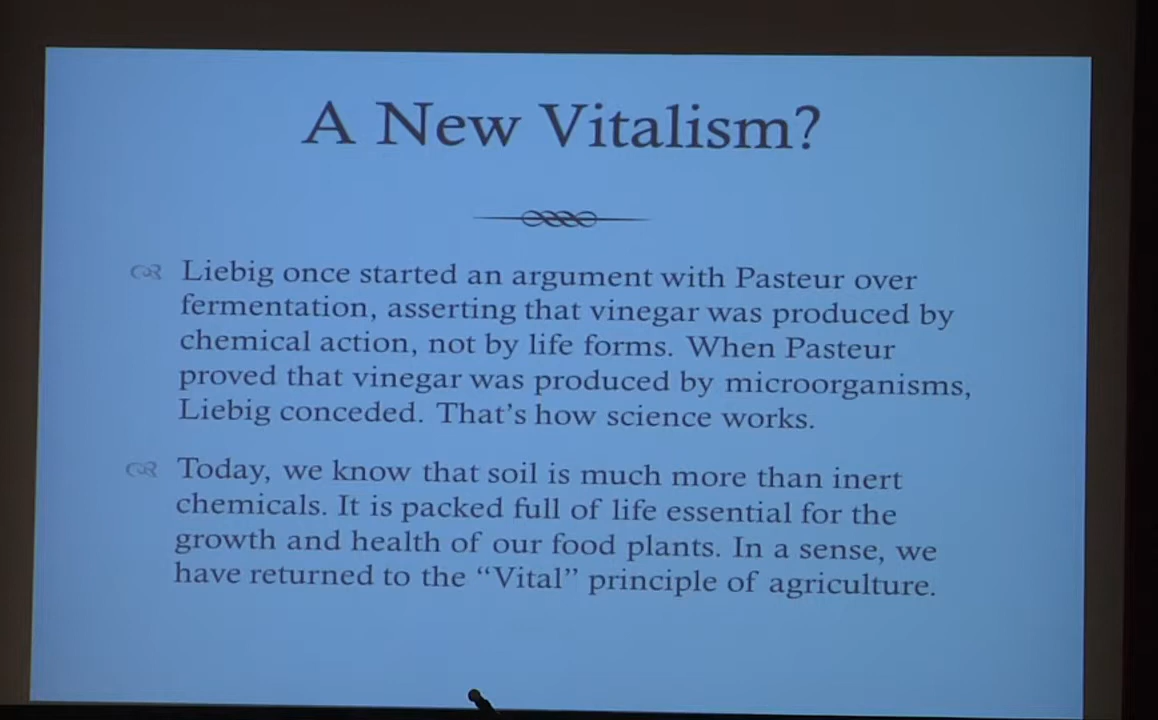 A New Vitalism?
Liebig once started an argument with Pasteur over
fermentation, asserting that vinegar was produced by
chemical action, not by life forms. When Pasteur
proved that vinegar was produced by microorganisms,
Liebig conceded. That’s how science works.
Today, we know that soil is much more than inert
chemicals. It is packed full of life essential for the
growth and health of our food plants. In a sense, we
have returned to the “Vital” principle of agriculture.